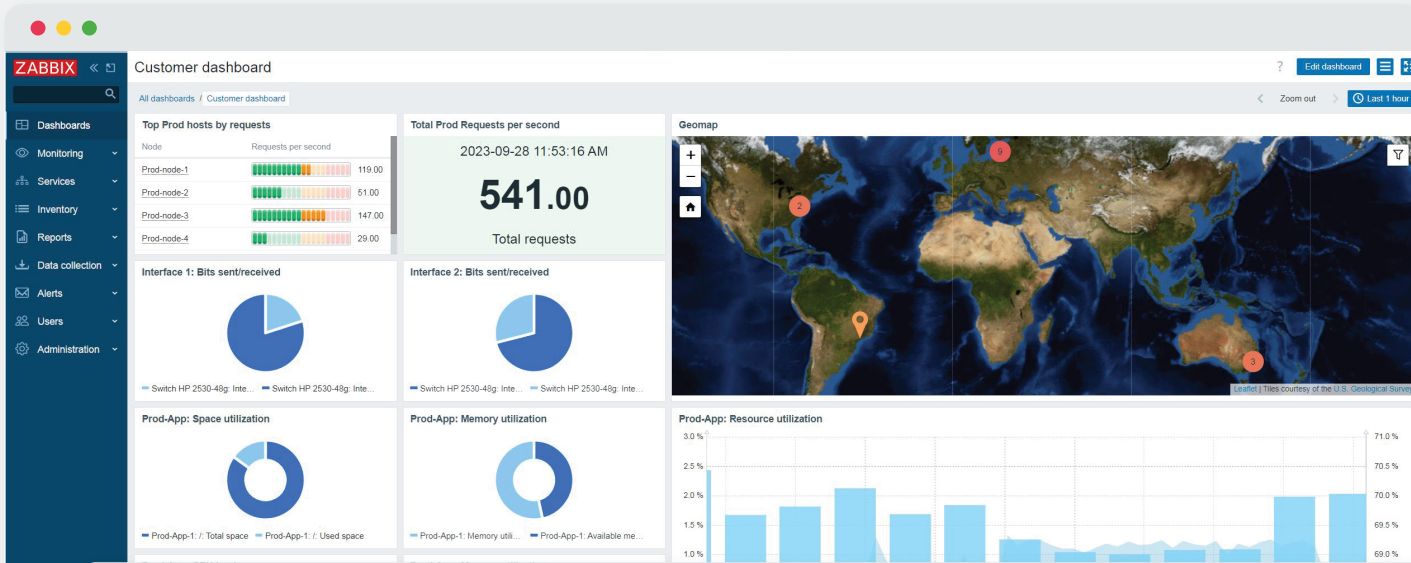 ZABBIX
Customer dashboard
?
Edit dashboard
All dashboards / Customer dashboard
Zoom out
Last 1 hour
Dashboards
Monitoring
Services
Inventory
Reports
Data collection
Alerts
Users
Administration
Top Prod hosts by requests
Node Requests per second
Prod-node-1 119.00
Prod-node-2 51.00
Prod-node-3 147.00
Prod-node-4 29.00
Total Prod Requests per second
2023-09-28 11:53:16 AM
541.00
Total requests
Geomap
+
−
9
2
3
Leaflet | Tiles courtesy of the U.S. Geological Survey
Interface 1: Bits sent/received
Switch HP 2530-48g: Inte... Switch HP 2530-48g: Inte...
Interface 2: Bits sent/received
Switch HP 2530-48g: Inte... Switch HP 2530-48g: Inte...
Prod-App: Space utilization
Prod-App-1: /: Total space Prod-App-1: /: Used space
Prod-App: Memory utilization
Prod-App-1: Memory utili... Prod-App-1: Available me...
Prod-App: Resource utilization
3.0 % 71.0 %
2.5 % 70.5 %
2.0 % 70.0 %
1.5 % 69.5 %
1.0 % 69.0 %